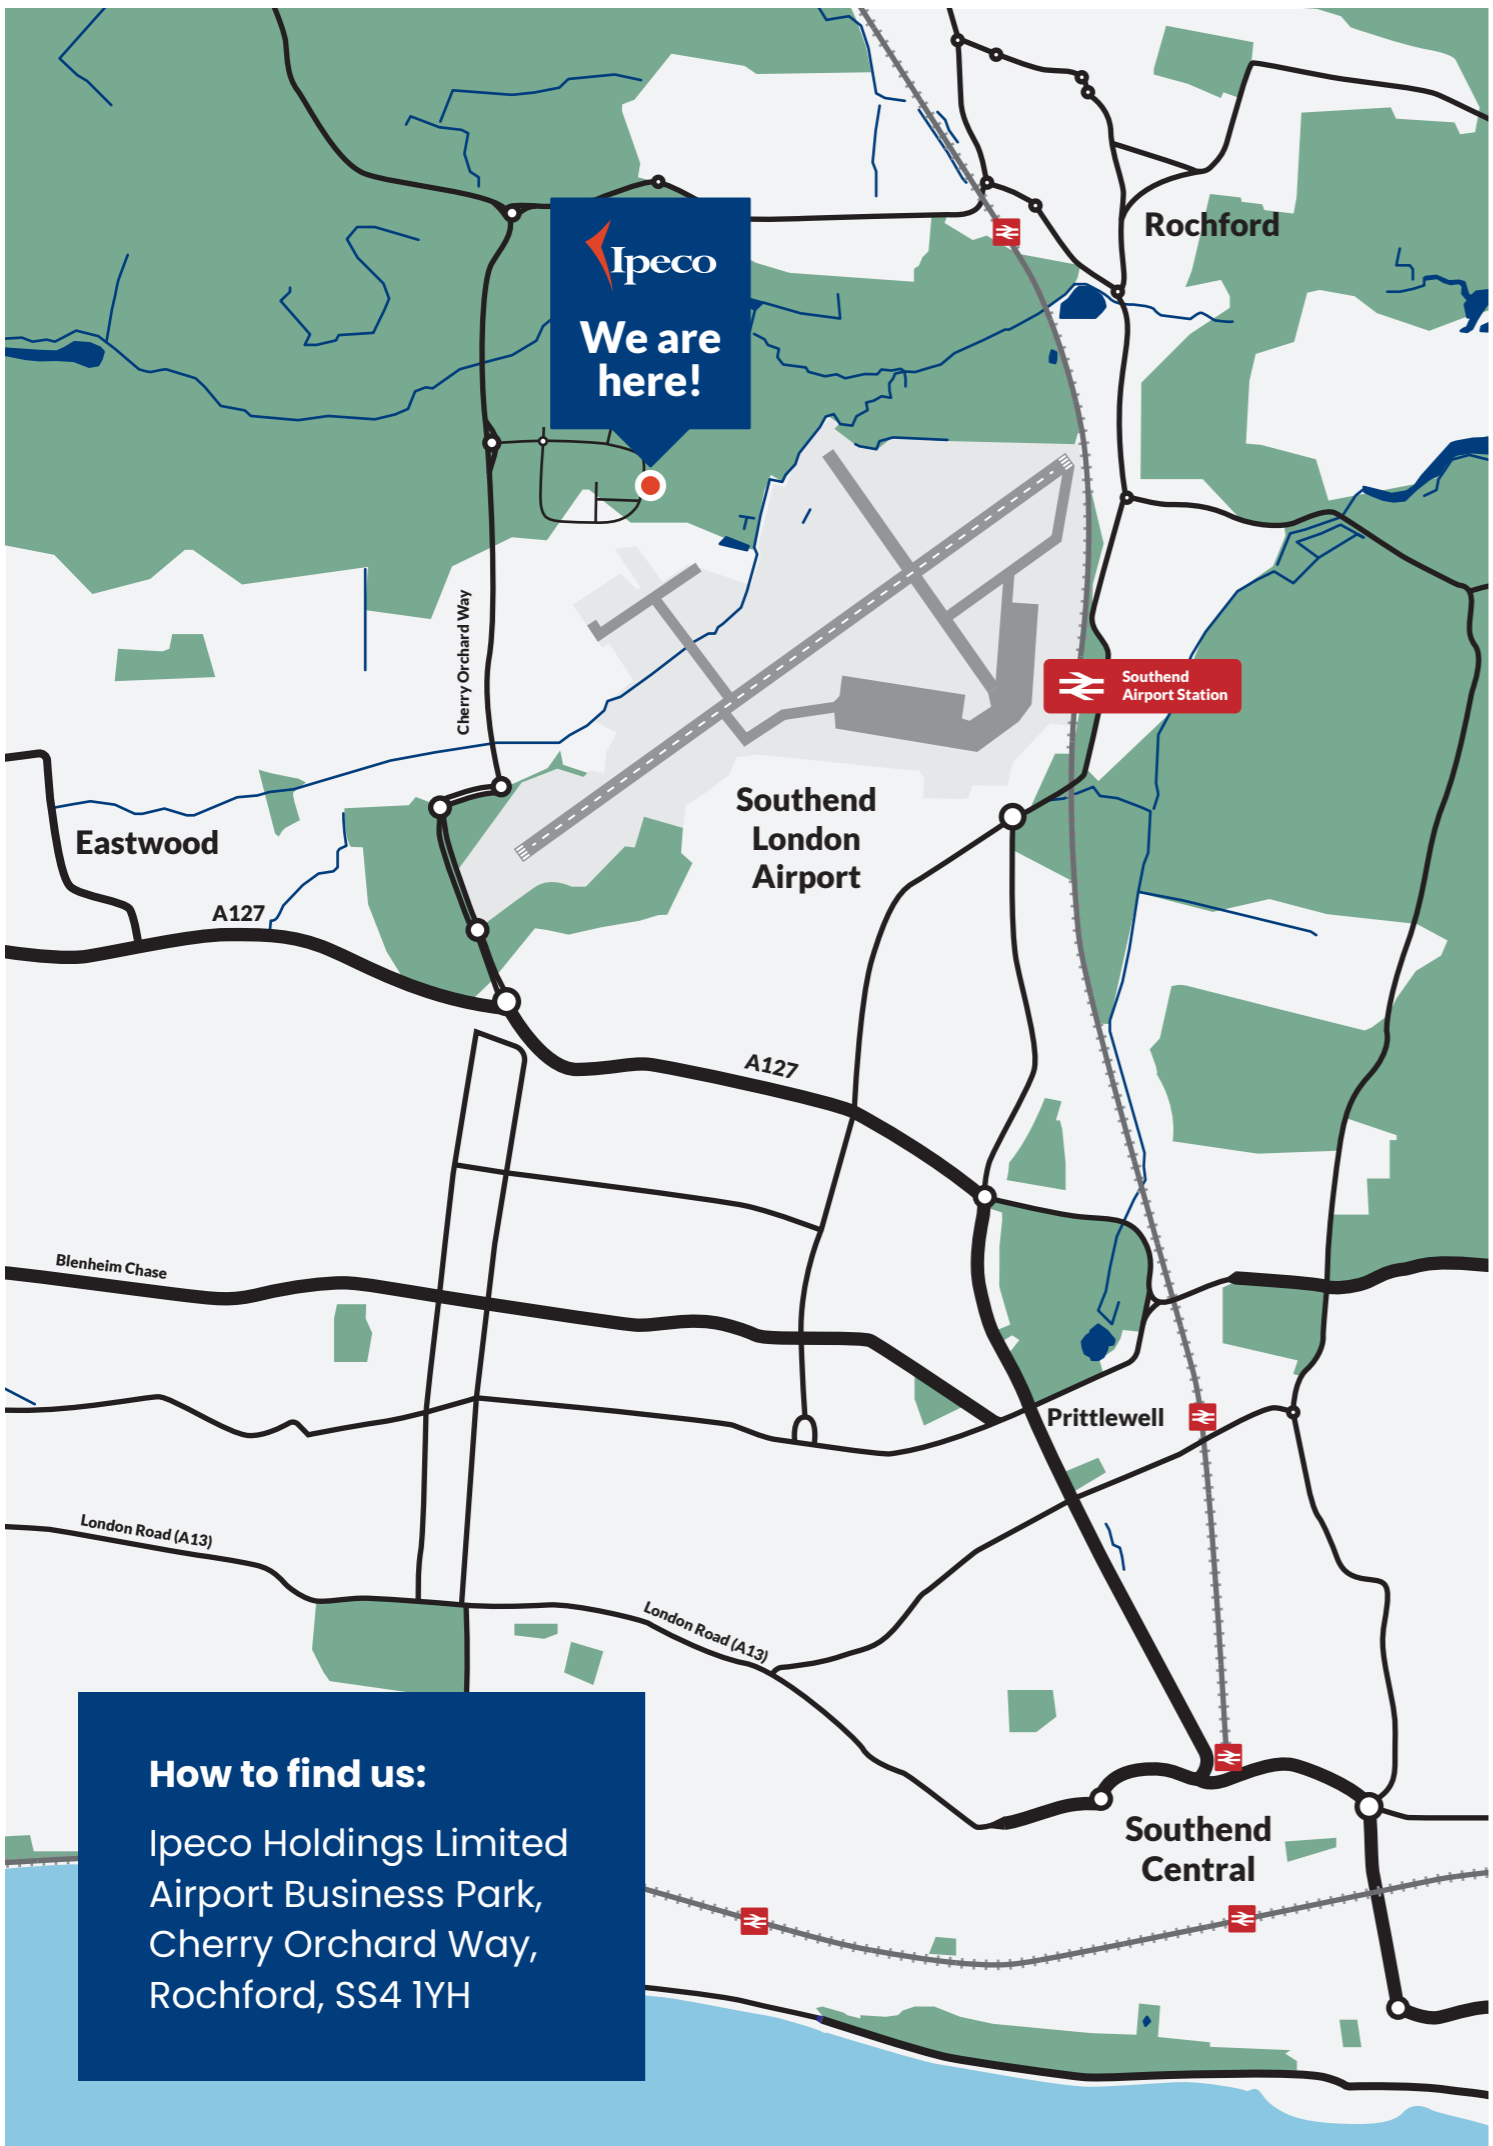 Rochford
Ipeco
We are
here!
Cherry Orchard Way
Southend
Airport Station
Southend
London
Airport
Eastwood
A127
A127
Blenheim Chase
Prittlewell
London Road (A13)
London Road (A13)
How to find us:
Ipeco Holdings Limited
Airport Business Park,
Cherry Orchard Way,
Rochford, SS4 1YH
Southend
Central